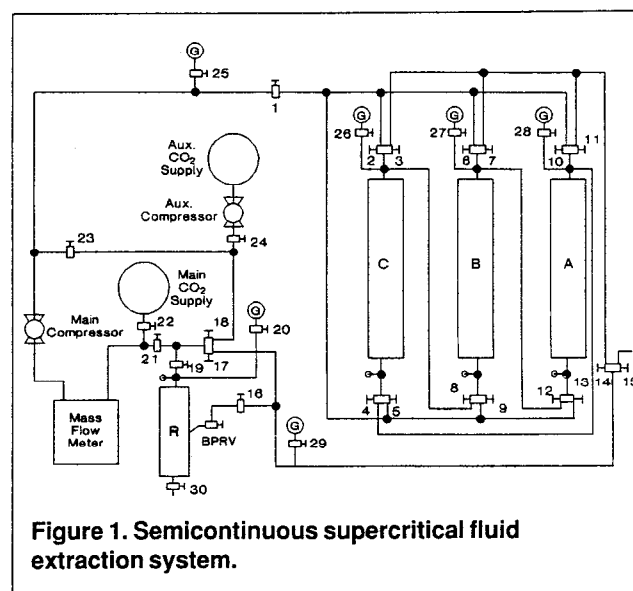 G
25
1
G
26
G
27
G
28
11
2
3
6
7
10
Aux.
CO2
Supply
Aux.
Compressor
24
23
Main
CO2
Supply
22
21
18
17
G
20
Main
Compressor
19
16
Mass
Flow
Meter
R
BPRV
30
G
29
C
B
A
4
5
8
9
12
13
14
15
Figure 1. Semicontinuous supercritical fluid
extraction system.